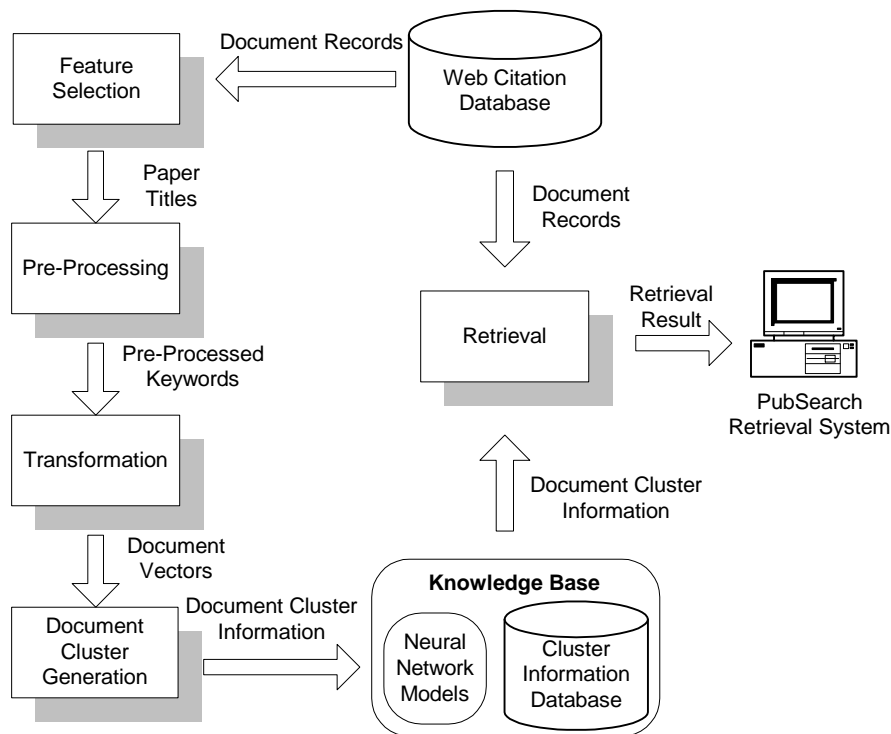 Document Records
Feature
Selection
Web Citation
Database
Paper
Titles
Document
Records
Pre-Processing
Retrieval
Retrieval
Result
Pre-Processed
Keywords
PubSearch
Retrieval System
Transformation
Document Cluster
Information
Document
Vectors
Knowledge Base
Document Cluster
Information
Document
Cluster
Generation
Neural
Network
Models
Cluster
Information
Database